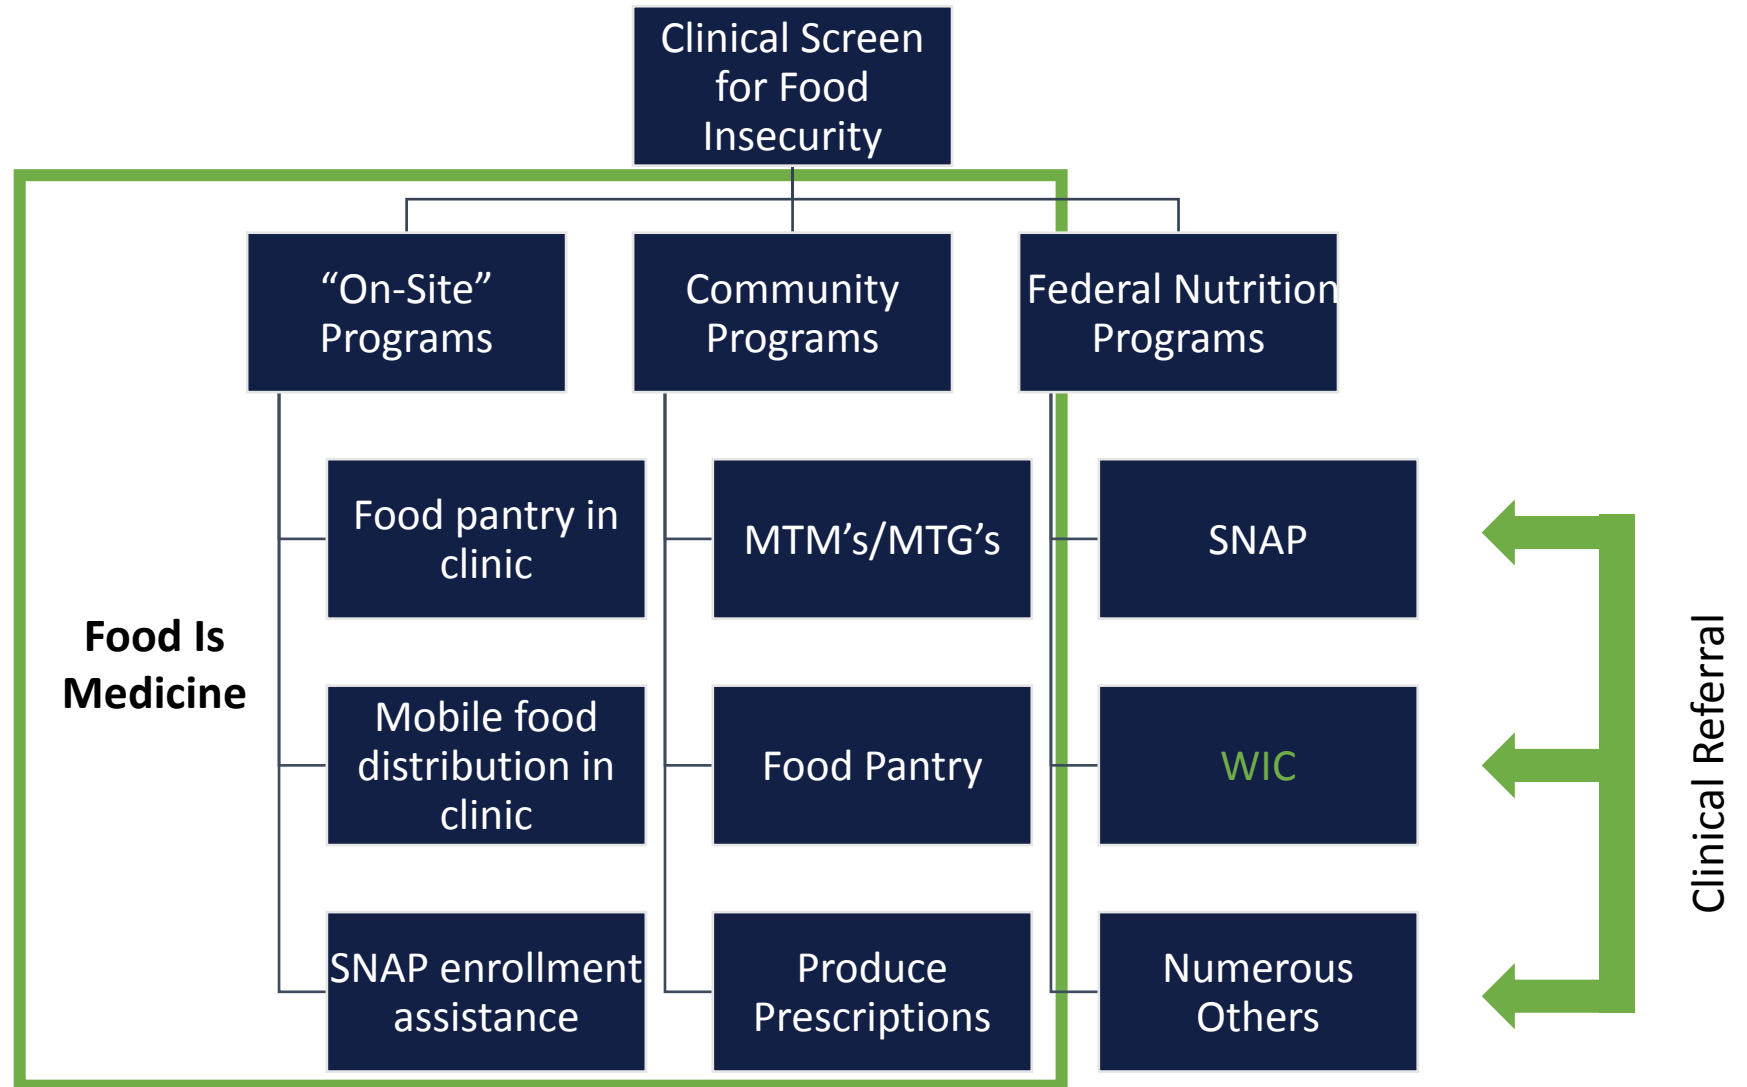 Clinical Screen
for Food
Insecurity
“On-Site”
Programs
Community
Programs
Federal Nutrition
Programs
Food pantry in
clinic
MTM’s/MTG’s
SNAP
Food Is
Medicine
Mobile food
distribution in
clinic
Food Pantry
WIC
Clinical Referral
SNAP enrollment
assistance
Produce
Prescriptions
Numerous
Others